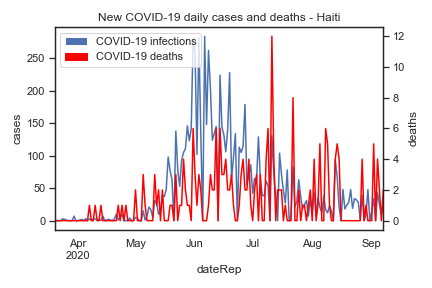 New COVID-19 daily cases and deaths - Haiti
COVID-19 infections
COVID-19 deaths
cases
250
200
150
100
50
0
deaths
12
10
8
6
4
2
0
Apr
2020
May
Jun
Jul
Aug
Sep
dateRep